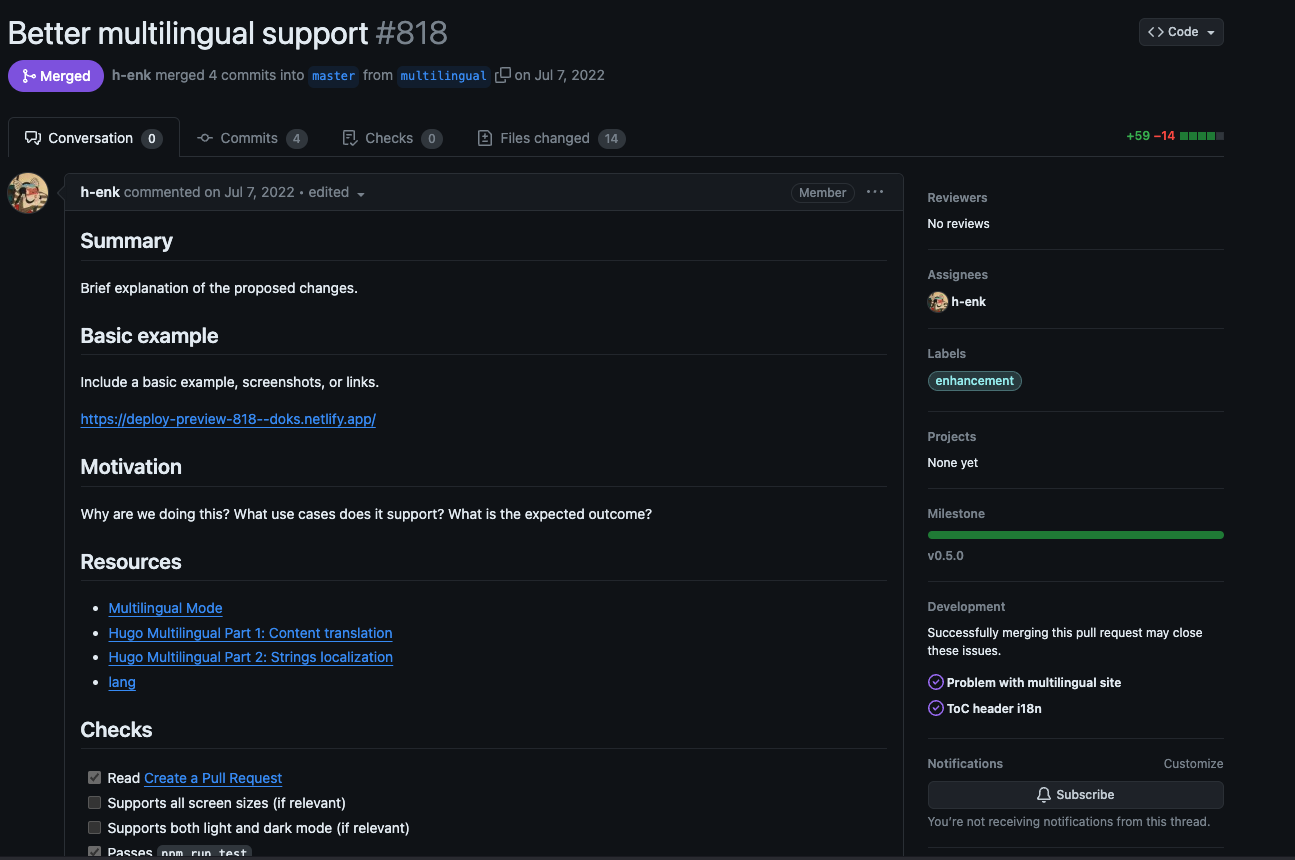 Better multilingual support #818
Code
Merged
h-enk merged 4 commits into master from multilingual on Jul 7, 2022
Conversation 0
Commits 4
Checks 0
Files changed 14
+59 −14
h-enk commented on Jul 7, 2022 • edited
Member
Summary
Brief explanation of the proposed changes.
Basic example
Include a basic example, screenshots, or links.
https://deploy-preview-818--doks.netlify.app/
Motivation
Why are we doing this? What use cases does it support? What is the expected outcome?
Resources
Multilingual Mode
Hugo Multilingual Part 1: Content translation
Hugo Multilingual Part 2: Strings localization
lang
Checks
Read Create a Pull Request
Supports all screen sizes (if relevant)
Supports both light and dark mode (if relevant)
Passes npm run test
Reviewers
No reviews
Assignees
h-enk
Labels
enhancement
Projects
None yet
Milestone
v0.5.0
Development
Successfully merging this pull request may close
these issues.
Problem with multilingual site
ToC header i18n
Notifications
Customize
Subscribe
You're not receiving notifications from this thread.